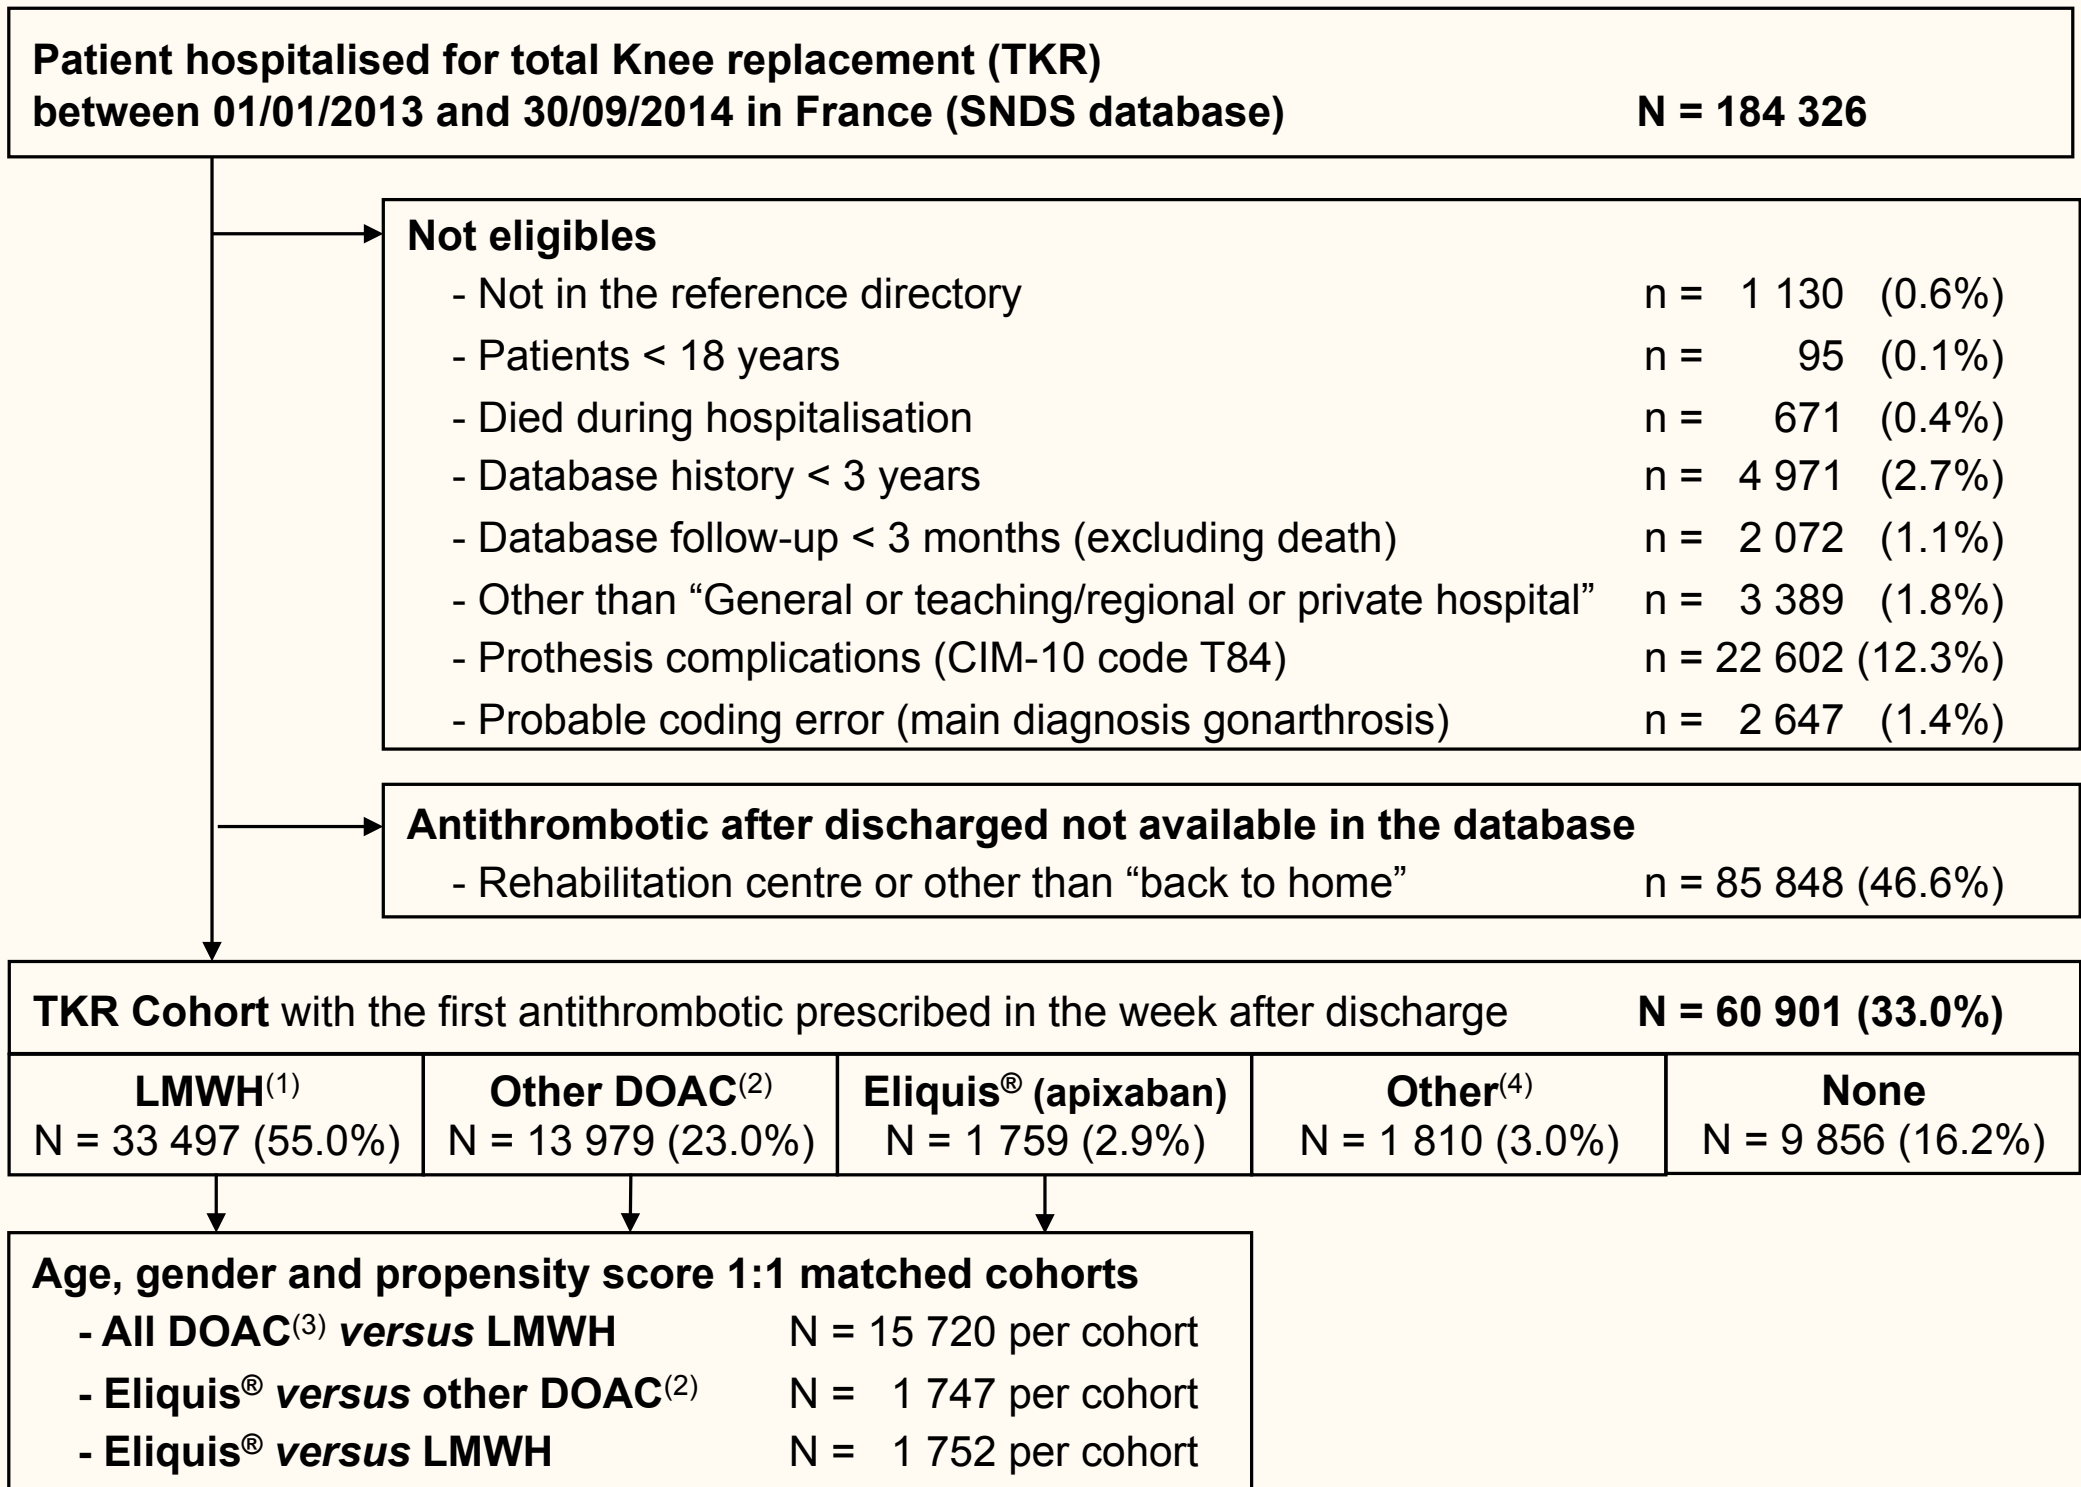 Patient hospitalised for total Knee replacement (TKR)
between 01/01/2013 and 30/09/2014 in France (SNDS database) N = 184 326
Not eligibles
- Not in the reference directory n = 1 130 (0.6%)
- Patients < 18 years n = 95 (0.1%)
- Died during hospitalisation n = 671 (0.4%)
- Database history < 3 years n = 4 971 (2.7%)
- Database follow-up < 3 months (excluding death) n = 2 072 (1.1%)
- Other than “General or teaching/regional or private hospital” n = 3 389 (1.8%)
- Prothesis complications (CIM-10 code T84) n = 22 602 (12.3%)
- Probable coding error (main diagnosis gonarthrosis) n = 2 647 (1.4%)
Antithrombotic after discharged not available in the database
- Rehabilitation centre or other than “back to home” n = 85 848 (46.6%)
TKR Cohort with the first antithrombotic prescribed in the week after discharge N = 60 901 (33.0%)
LMWH(1) Other DOAC(2) Eliquis® (apixaban) Other(4) None
N = 33 497 (55.0%) N = 13 979 (23.0%) N = 1 759 (2.9%) N = 1 810 (3.0%) N = 9 856 (16.2%)
Age, gender and propensity score 1:1 matched cohorts
- All DOAC(3) versus LMWH N = 15 720 per cohort
- Eliquis® versus other DOAC(2) N = 1 747 per cohort
- Eliquis® versus LMWH N = 1 752 per cohort